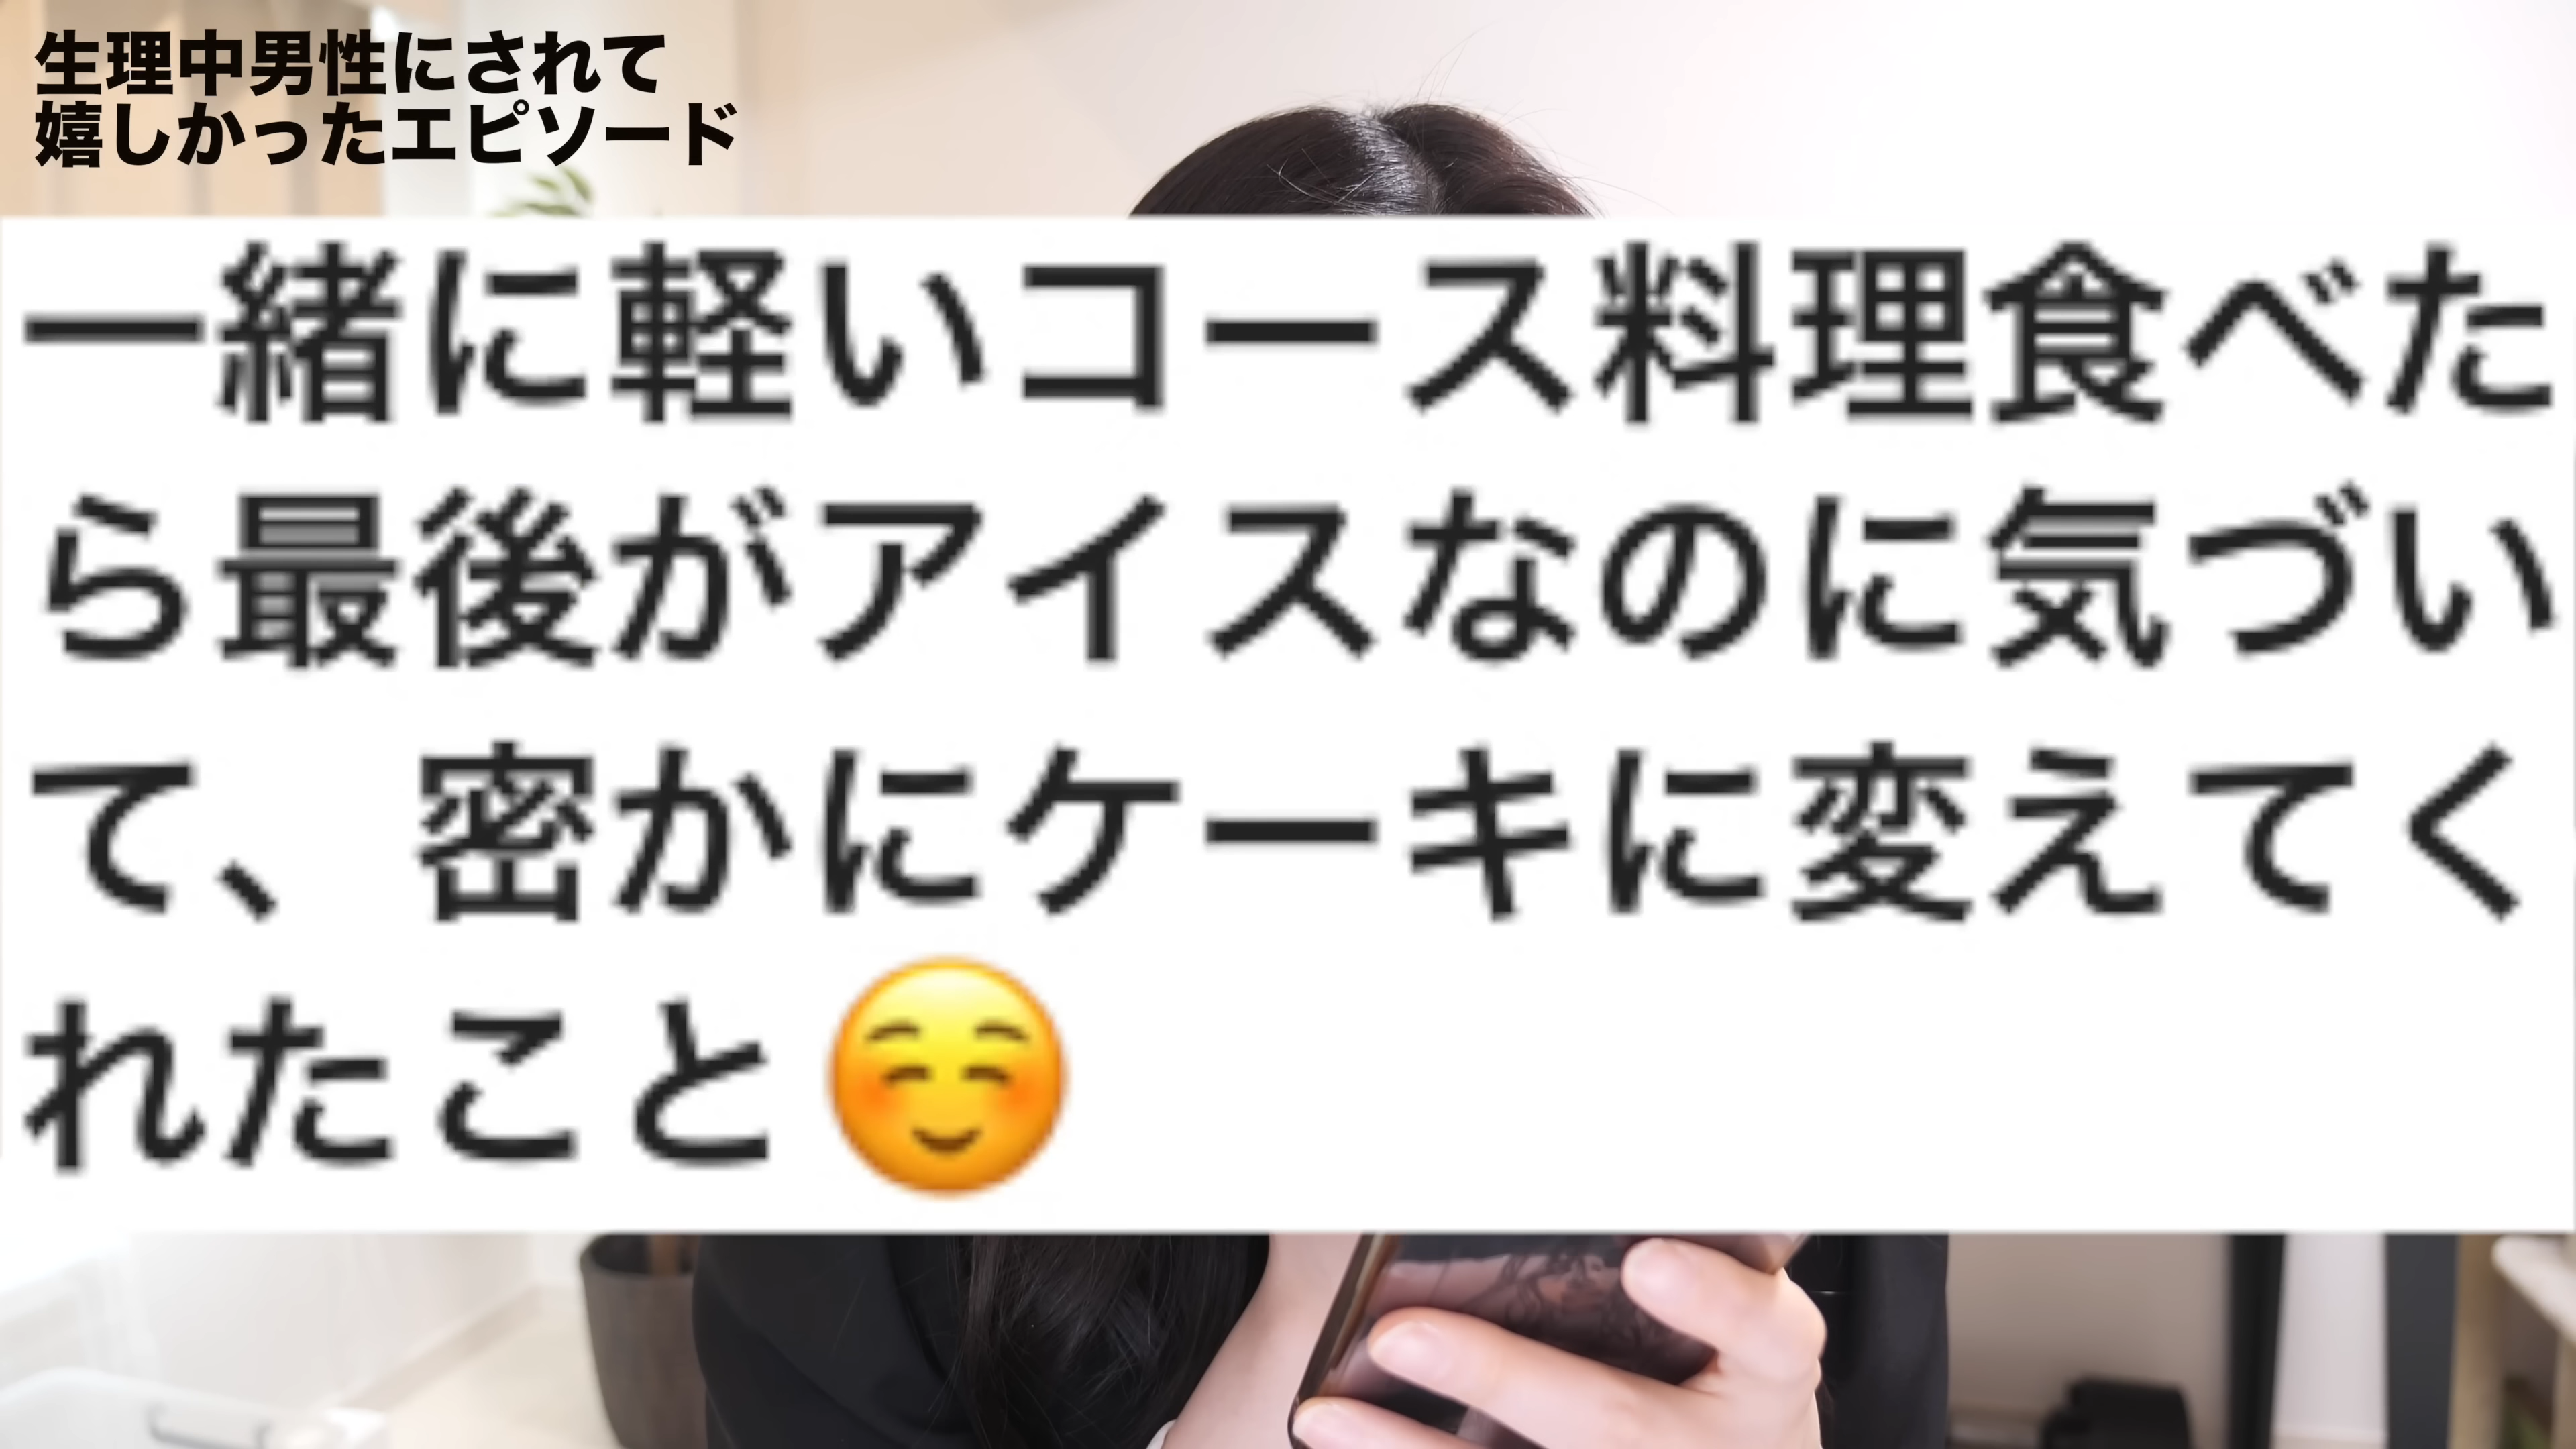 生理中男性にされて
嬉しかったエピソード
一緒に軽いコース料理食べた
ら最後がアイスなのに気づい
て、密かにケーキに変えてく
れたこと☺️